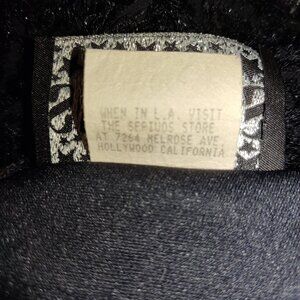 WHEN IN L.A. VISIT
THE SERIOUS STORE
AT 7264 MELROSE AVE.
HOLLYWOOD CALIFORNIA